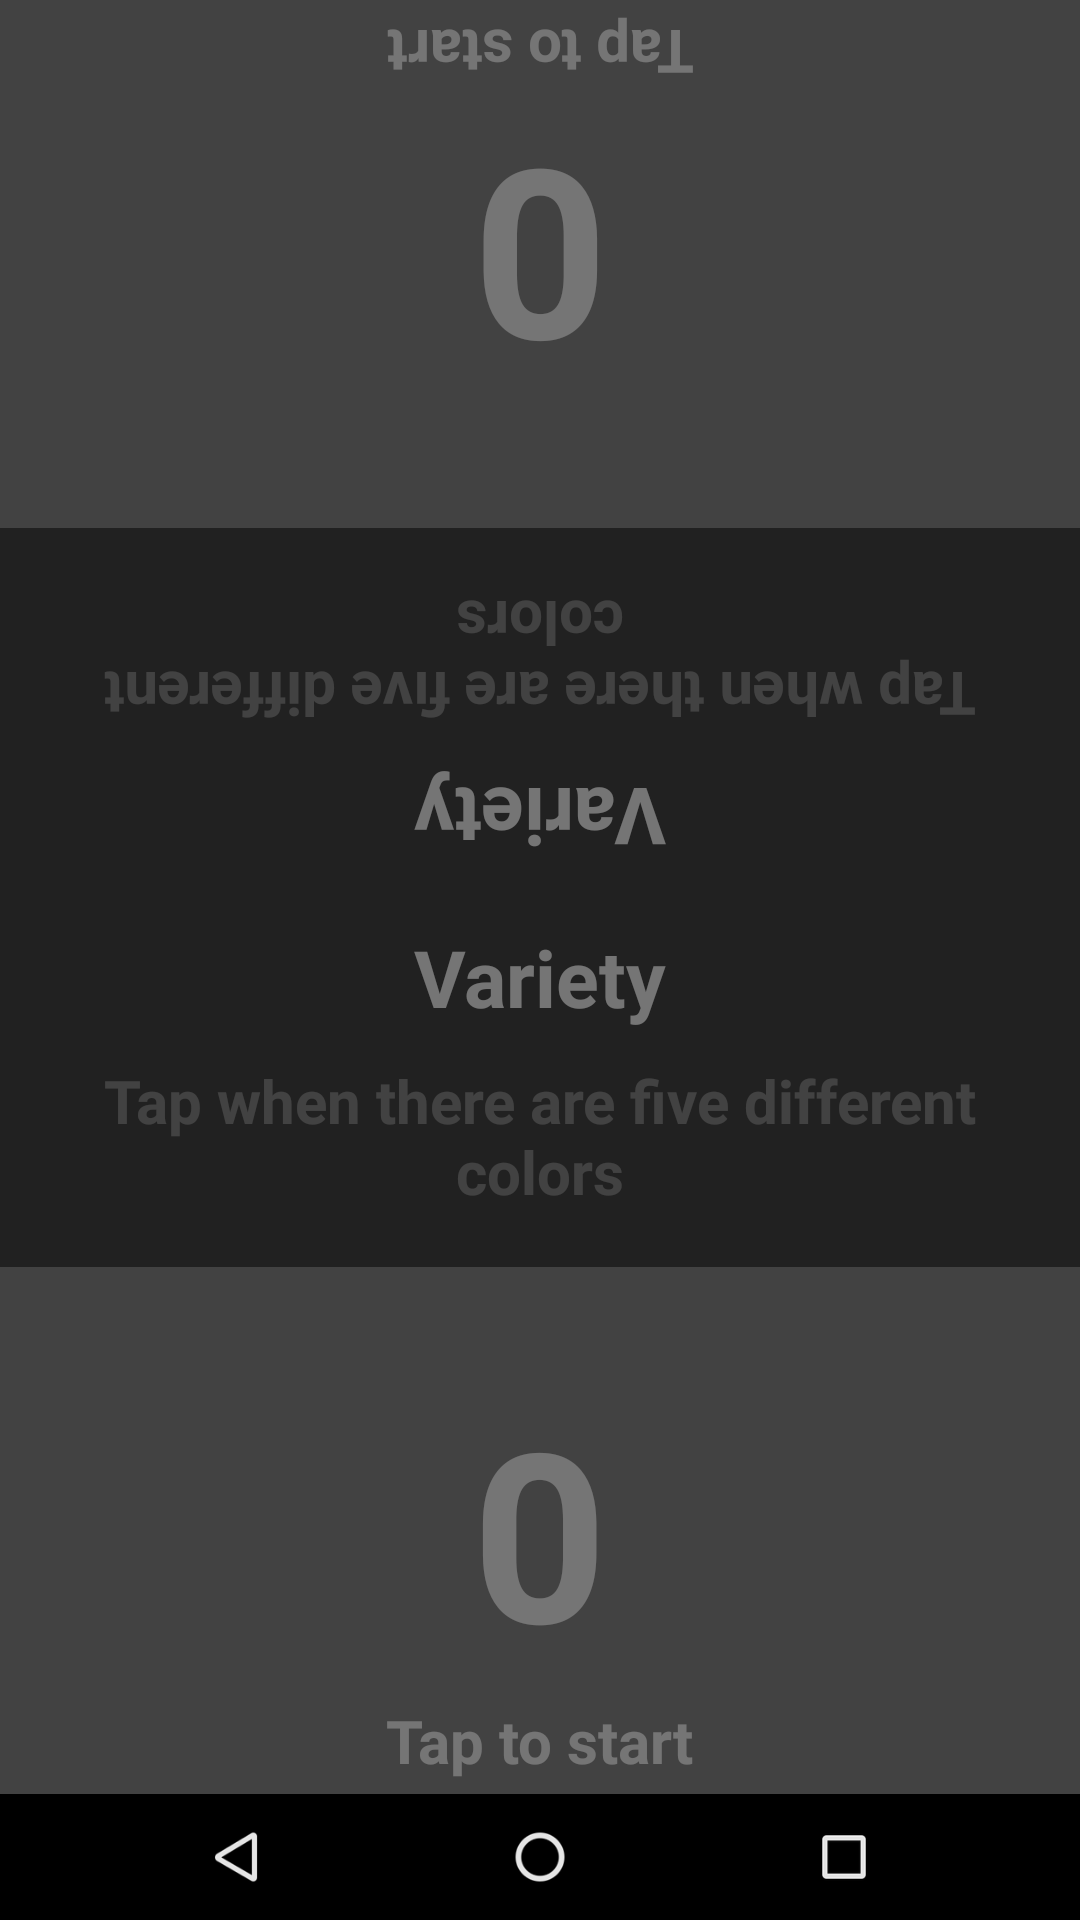 Tap to start
0
Tap when there are five different
colors
Variety
Variety
Tap when there are five different
colors
0
Tap to start